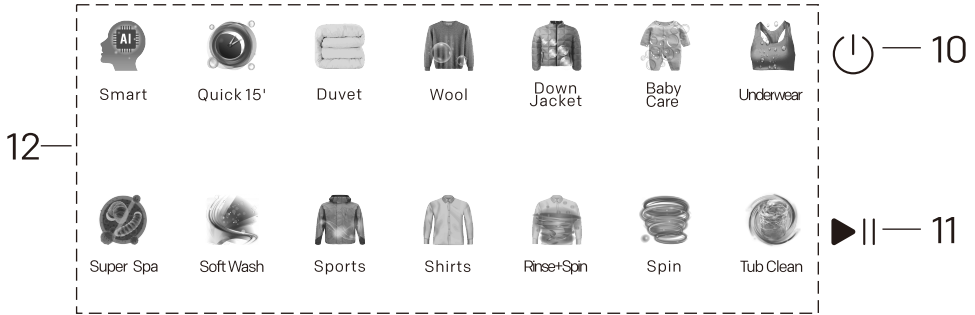 AI
Smart
Quick 15'
Duvet
Wool
Down
Jacket
Baby
Care
Underwear
10
12
Super Spa
Soft Wash
Sports
Shirts
Rinse+Spin
Spin
Tub Clean
11